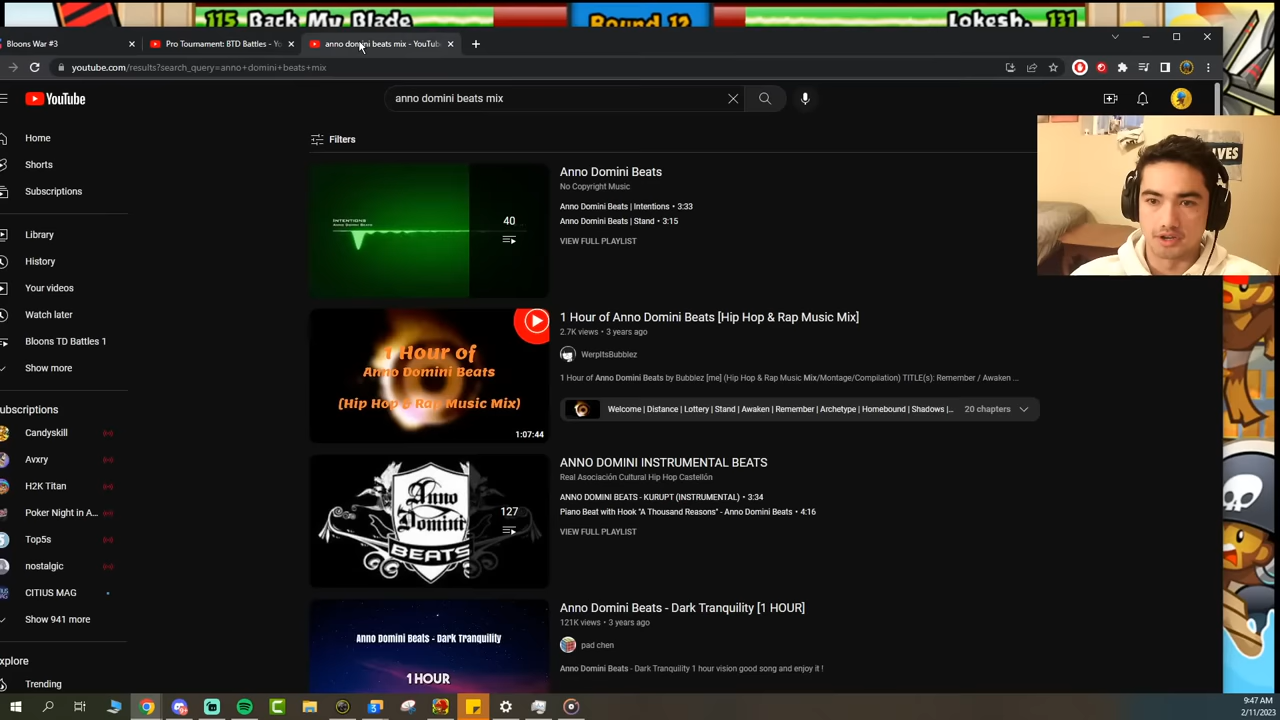 115 Back My Blade
Round 12
Lokesh. 131
Bloons War #3
Pro Tournament: BTD Battles - Yo
anno domini beats mix - YouTub
youtube.com/results?search_query=anno+domini+beats+mix
YouTube
anno domini beats mix
Home
Shorts
Subscriptions
Library
History
Your videos
Watch later
Bloons TD Battles 1
Show more
ubscriptions
Candyskill
Avxry
H2K Titan
Poker Night in A...
Top5s
nostalgic
CITIUS MAG
Show 941 more
xplore
Trending
Filters
INTENTIONS
ANNO DOMINI BEATS
40
Anno Domini Beats
No Copyright Music
Anno Domini Beats | Intentions • 3:33
Anno Domini Beats | Stand • 3:15
VIEW FULL PLAYLIST
1 Hour of
Anno Domini Beats
(Hip Hop & Rap Music Mix)
1:07:44
1 Hour of Anno Domini Beats [Hip Hop & Rap Music Mix]
2.7K views • 3 years ago
WerpItsBubblez
1 Hour of Anno Domini Beats by Bubblez [me] (Hip Hop & Rap Music Mix/Montage/Compilation) TITLE(s): Remember / Awaken ...
Welcome | Distance | Lottery | Stand | Awaken | Remember | Archetype | Homebound | Shadows |...
20 chapters
Anno
Domini
BEATS
127
ANNO DOMINI INSTRUMENTAL BEATS
Real Asociación Cultural Hip Hop Castellón
ANNO DOMINI BEATS - KURUPT (INSTRUMENTAL) • 3:34
Piano Beat with Hook "A Thousand Reasons" - Anno Domini Beats • 4:16
VIEW FULL PLAYLIST
Anno Domini Beats - Dark Tranquility
1 HOUR
Anno Domini Beats - Dark Tranquility [1 HOUR]
121K views • 3 years ago
pad chen
Anno Domini Beats - Dark Tranquility 1 hour vision good song and enjoy it !
9:47 AM
2/11/2023